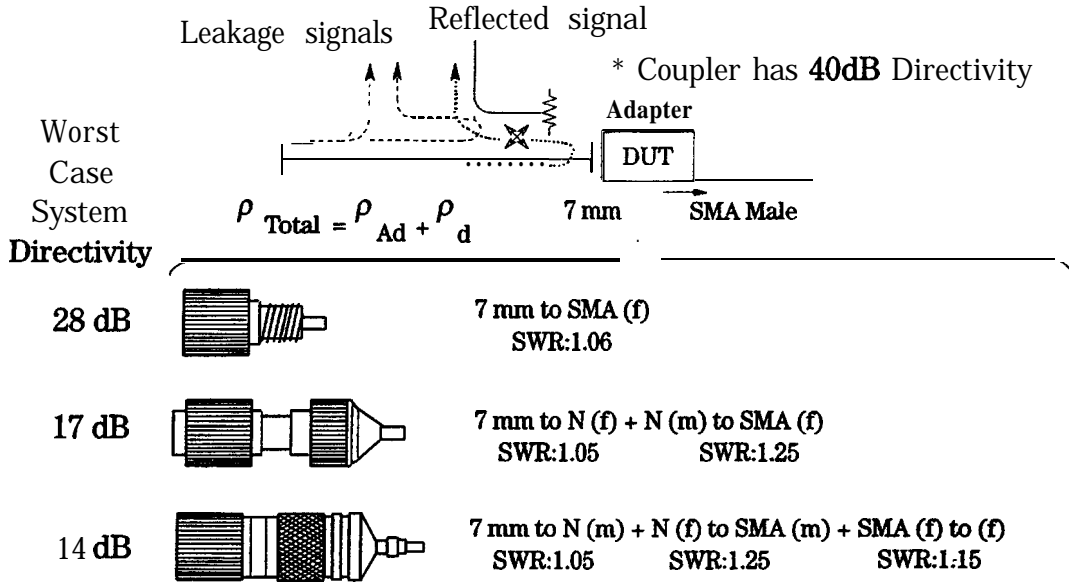 Leakage signals
Reflected signal
* Coupler has 40dB Directivity
Adapter
DUT
Worst
Case
System
Directivity
ρ Total = ρ Ad + ρ d
7 mm
SMA Male
28 dB
7 mm to SMA (f)
SWR:1.06
17 dB
7 mm to N (f) + N (m) to SMA (f)
SWR:1.05
SWR:1.25
14 dB
7 mm to N (m) + N (f) to SMA (m) + SMA (f) to (f)
SWR:1.05
SWR:1.25
SWR:1.15